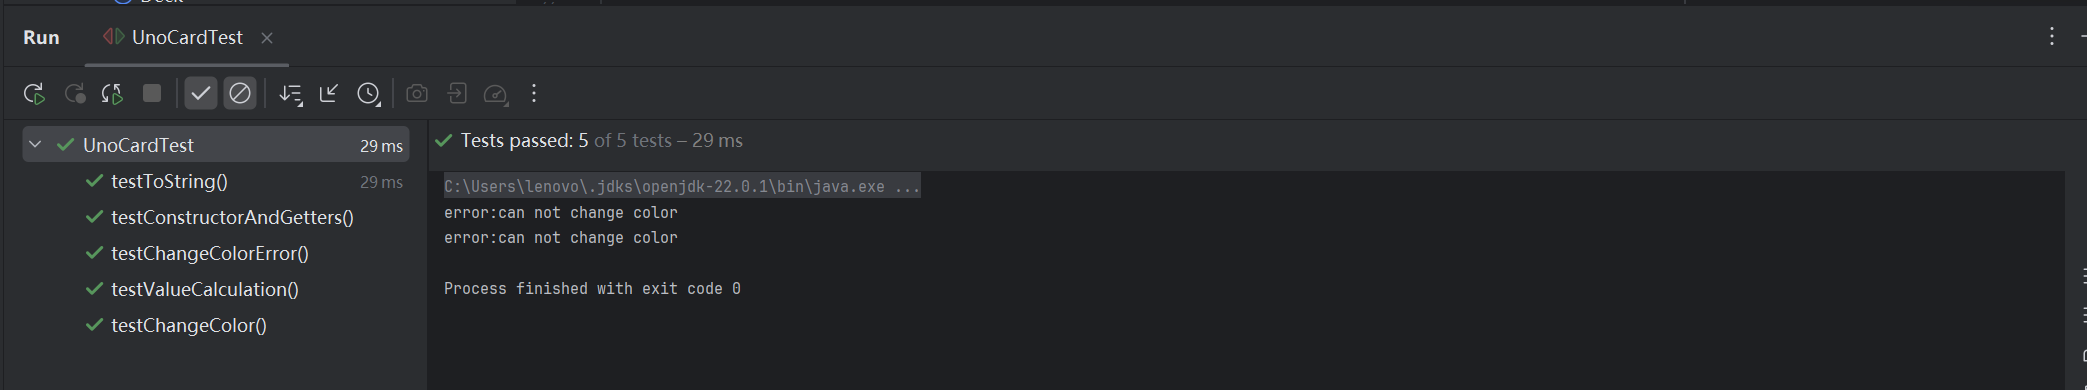 Deck
Run UnoCardTest
UnoCardTest 29 ms
testToString() 29 ms
testConstructorAndGetters()
testChangeColorError()
testValueCalculation()
testChangeColor()
Tests passed: 5 of 5 tests – 29 ms
C:\Users\lenovo\.jdks\openjdk-22.0.1\bin\java.exe ...
error:can not change color
error:can not change color
Process finished with exit code 0